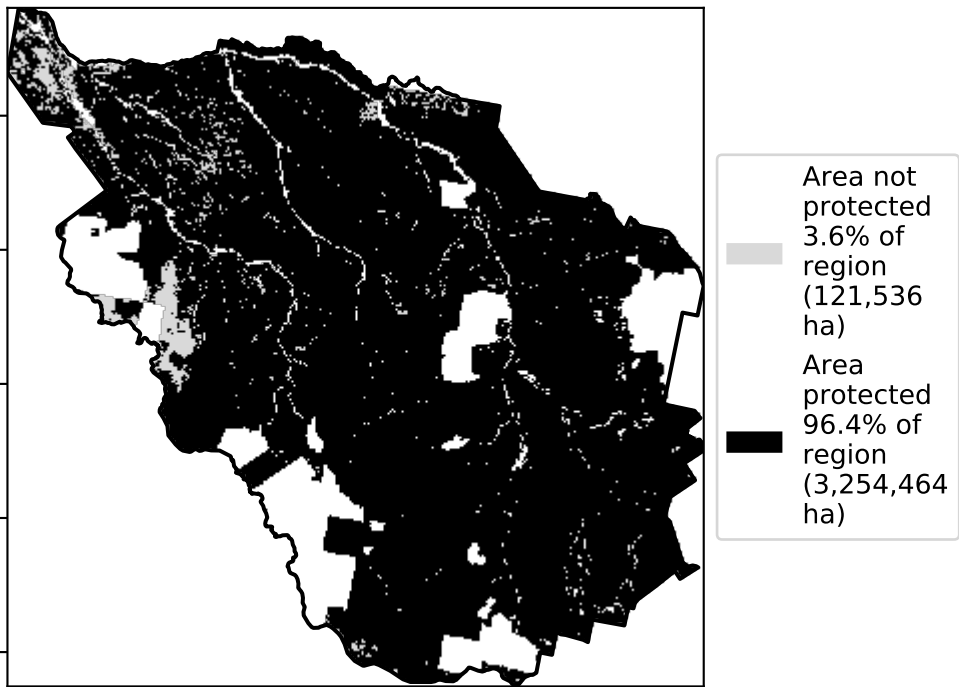 Area not
protected
3.6% of
region
(121,536
ha)
Area
protected
96.4% of
region
(3,254,464
ha)